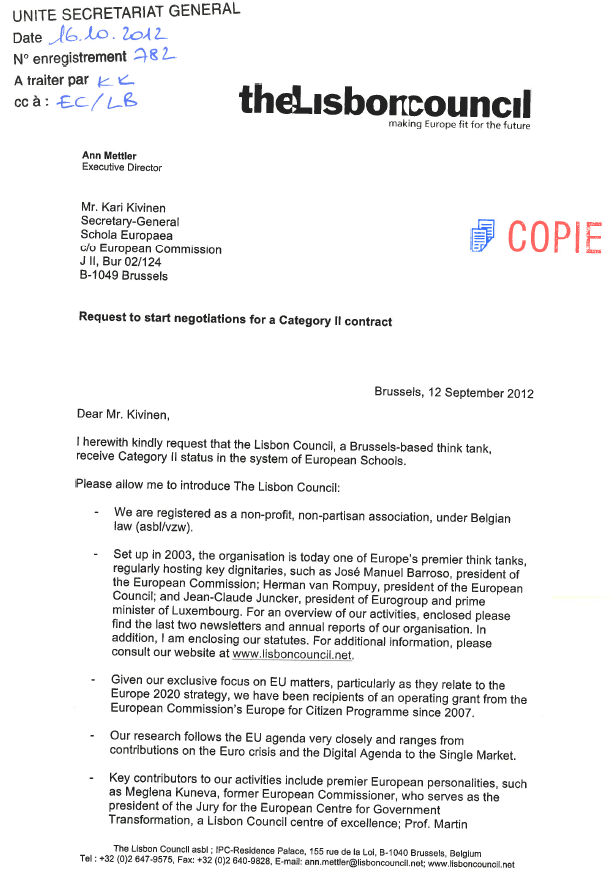 UNITE SECRETARIAT GENERAL
Date 16.10.2012
N° enregistrement 782
A traiter par KK
cc à : EC/LB
theLisboncouncil
making Europe fit for the future
Ann Mettler
Executive Director
Mr. Kari Kivinen
Secretary-General
Schola Europaea
c/o European Commission
J II, Bur 02/124
B-1049 Brussels
COPIE
Request to start negotiations for a Category II contract
Brussels, 12 September 2012
Dear Mr. Kivinen,
I herewith kindly request that the Lisbon Council, a Brussels-based think tank,
receive Category II status in the system of European Schools.
Please allow me to introduce The Lisbon Council:
- We are registered as a non-profit, non-partisan association, under Belgian
law (asbl/vzw).
- Set up in 2003, the organisation is today one of Europe's premier think tanks,
regularly hosting key dignitaries, such as José Manuel Barroso, president of
the European Commission; Herman van Rompuy, president of the European
Council; and Jean-Claude Juncker, president of Eurogroup and prime
minister of Luxembourg. For an overview of our activities, enclosed please
find the last two newsletters and annual reports of our organisation. In
addition, I am enclosing our statutes. For additional information, please
consult our website at www.lisboncouncil.net.
- Given our exclusive focus on EU matters, particularly as they relate to the
Europe 2020 strategy, we have been recipients of an operating grant from the
European Commission's Europe for Citizen Programme since 2007.
- Our research follows the EU agenda very closely and ranges from
contributions on the Euro crisis and the Digital Agenda to the Single Market.
- Key contributors to our activities include premier European personalities, such
as Meglena Kuneva, former European Commissioner, who serves as the
president of the Jury for the European Centre for Government
Transformation, a Lisbon Council centre of excellence; Prof. Martin
The Lisbon Council asbl ; IPC-Residence Palace, 155 rue de la Loi, B-1040 Brussels, Belgium
Tel : +32 (0)2 647-9575, Fax: +32 (0)2 640-9828, E-mail: ann.mettler@lisboncouncil.net; www.lisboncouncil.net